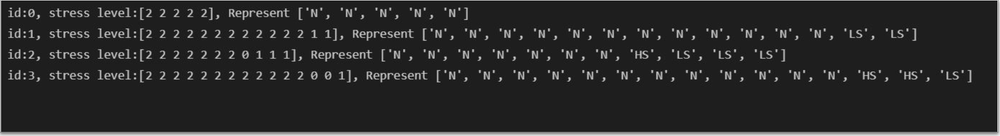 id:0, stress level:[2 2 2 2 2], Represent ['N', 'N', 'N', 'N', 'N']
id:1, stress level:[2 2 2 2 2 2 2 2 2 2 2 2 1 1], Represent ['N', 'N', 'N', 'N', 'N', 'N', 'N', 'N', 'N', 'N', 'N', 'N', 'LS', 'LS']
id:2, stress level:[2 2 2 2 2 2 2 0 1 1 1], Represent ['N', 'N', 'N', 'N', 'N', 'N', 'N', 'HS', 'LS', 'LS', 'LS']
id:3, stress level:[2 2 2 2 2 2 2 2 2 2 2 2 0 0 1], Represent ['N', 'N', 'N', 'N', 'N', 'N', 'N', 'N', 'N', 'N', 'N', 'N', 'HS', 'HS', 'LS']